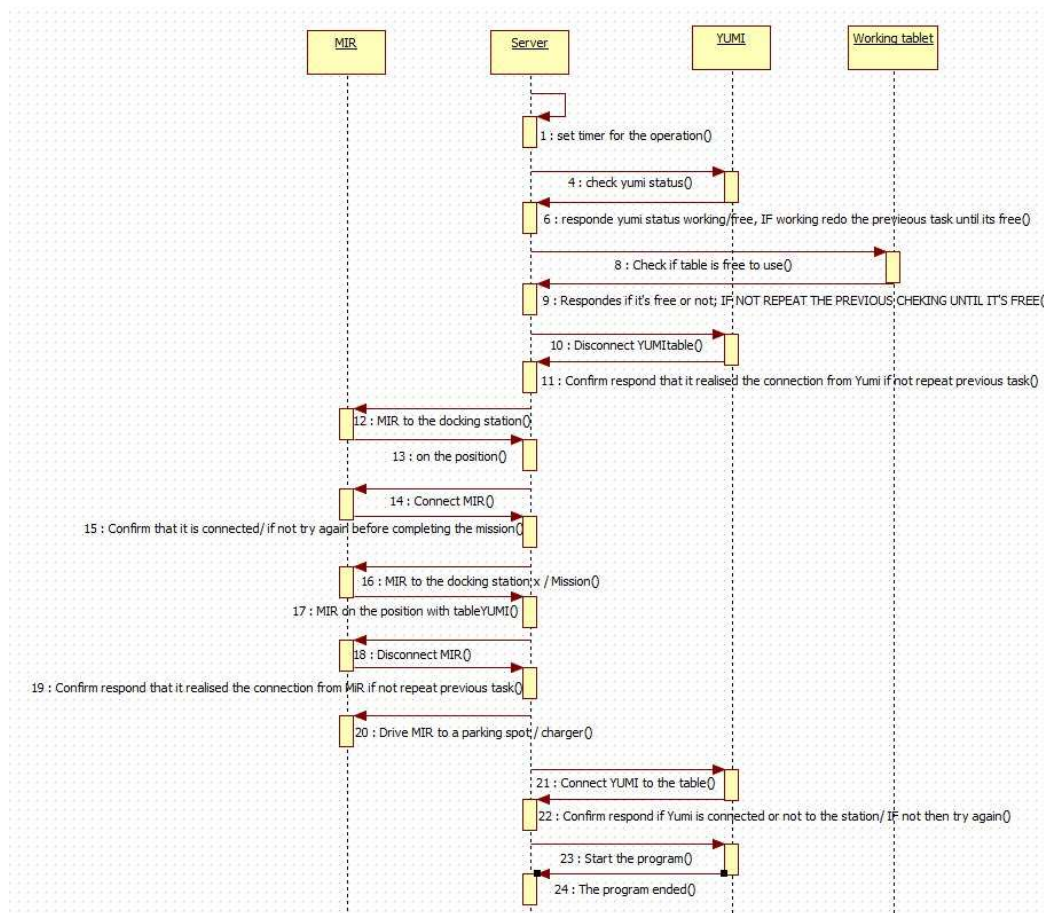 MIR
Server
YUMI
Working tablet
1 : set timer for the operation()
4 : check yumi status()
6 : responde yumi status working/free, IF working redo the previeous task until its free()
8 : Check if table is free to use()
9 : Respondes if it's free or not; IF NOT REPEAT THE PREVIOUS CHEKING UNTIL IT'S FREE(
10 : Disconnect YUMItable()
11 : Confirm respond that it realised the connection from Yumi if not repeat previous task()
12 : MIR to the docking station()
13 : on the position()
14 : Connect MIR()
15 : Confirm that it is connected/ if not try again before completing the mission()
16 : MIR to the docking station x / Mission()
17 : MIR on the position with tableYUMI()
18 : Disconnect MIR()
19 : Confirm respond that it realised the connection from MiR if not repeat previous task()
20 : Drive MIR to a parking spot / charger()
21 : Connect YUMI to the table()
22 : Confirm respond if Yumi is connected or not to the station/ IF not then try again()
23 : Start the program()
24 : The program ended()